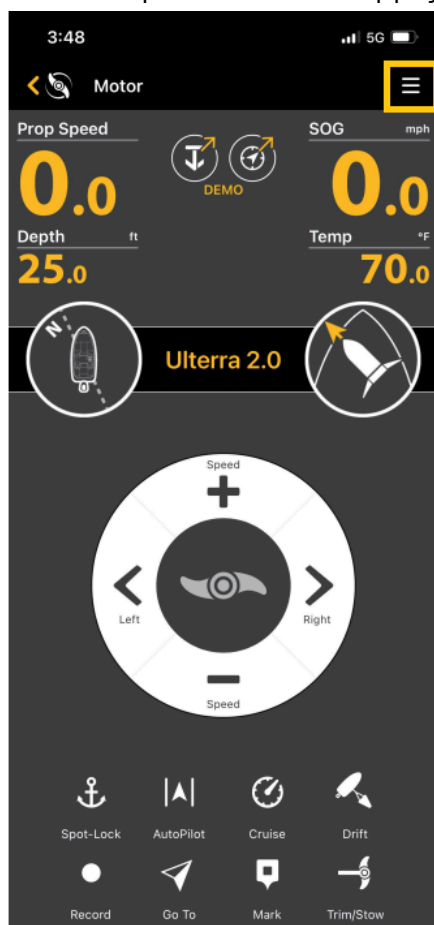 3:48 5G
Motor
Prop Speed SOG mph
0.0 DEMO 0.0
Depth ft Temp °F
25.0 70.0
N
Ulterra 2.0
Speed
Left Right
Speed
Spot-Lock AutoPilot Cruise Drift
Record Go To Mark Trim/Stow